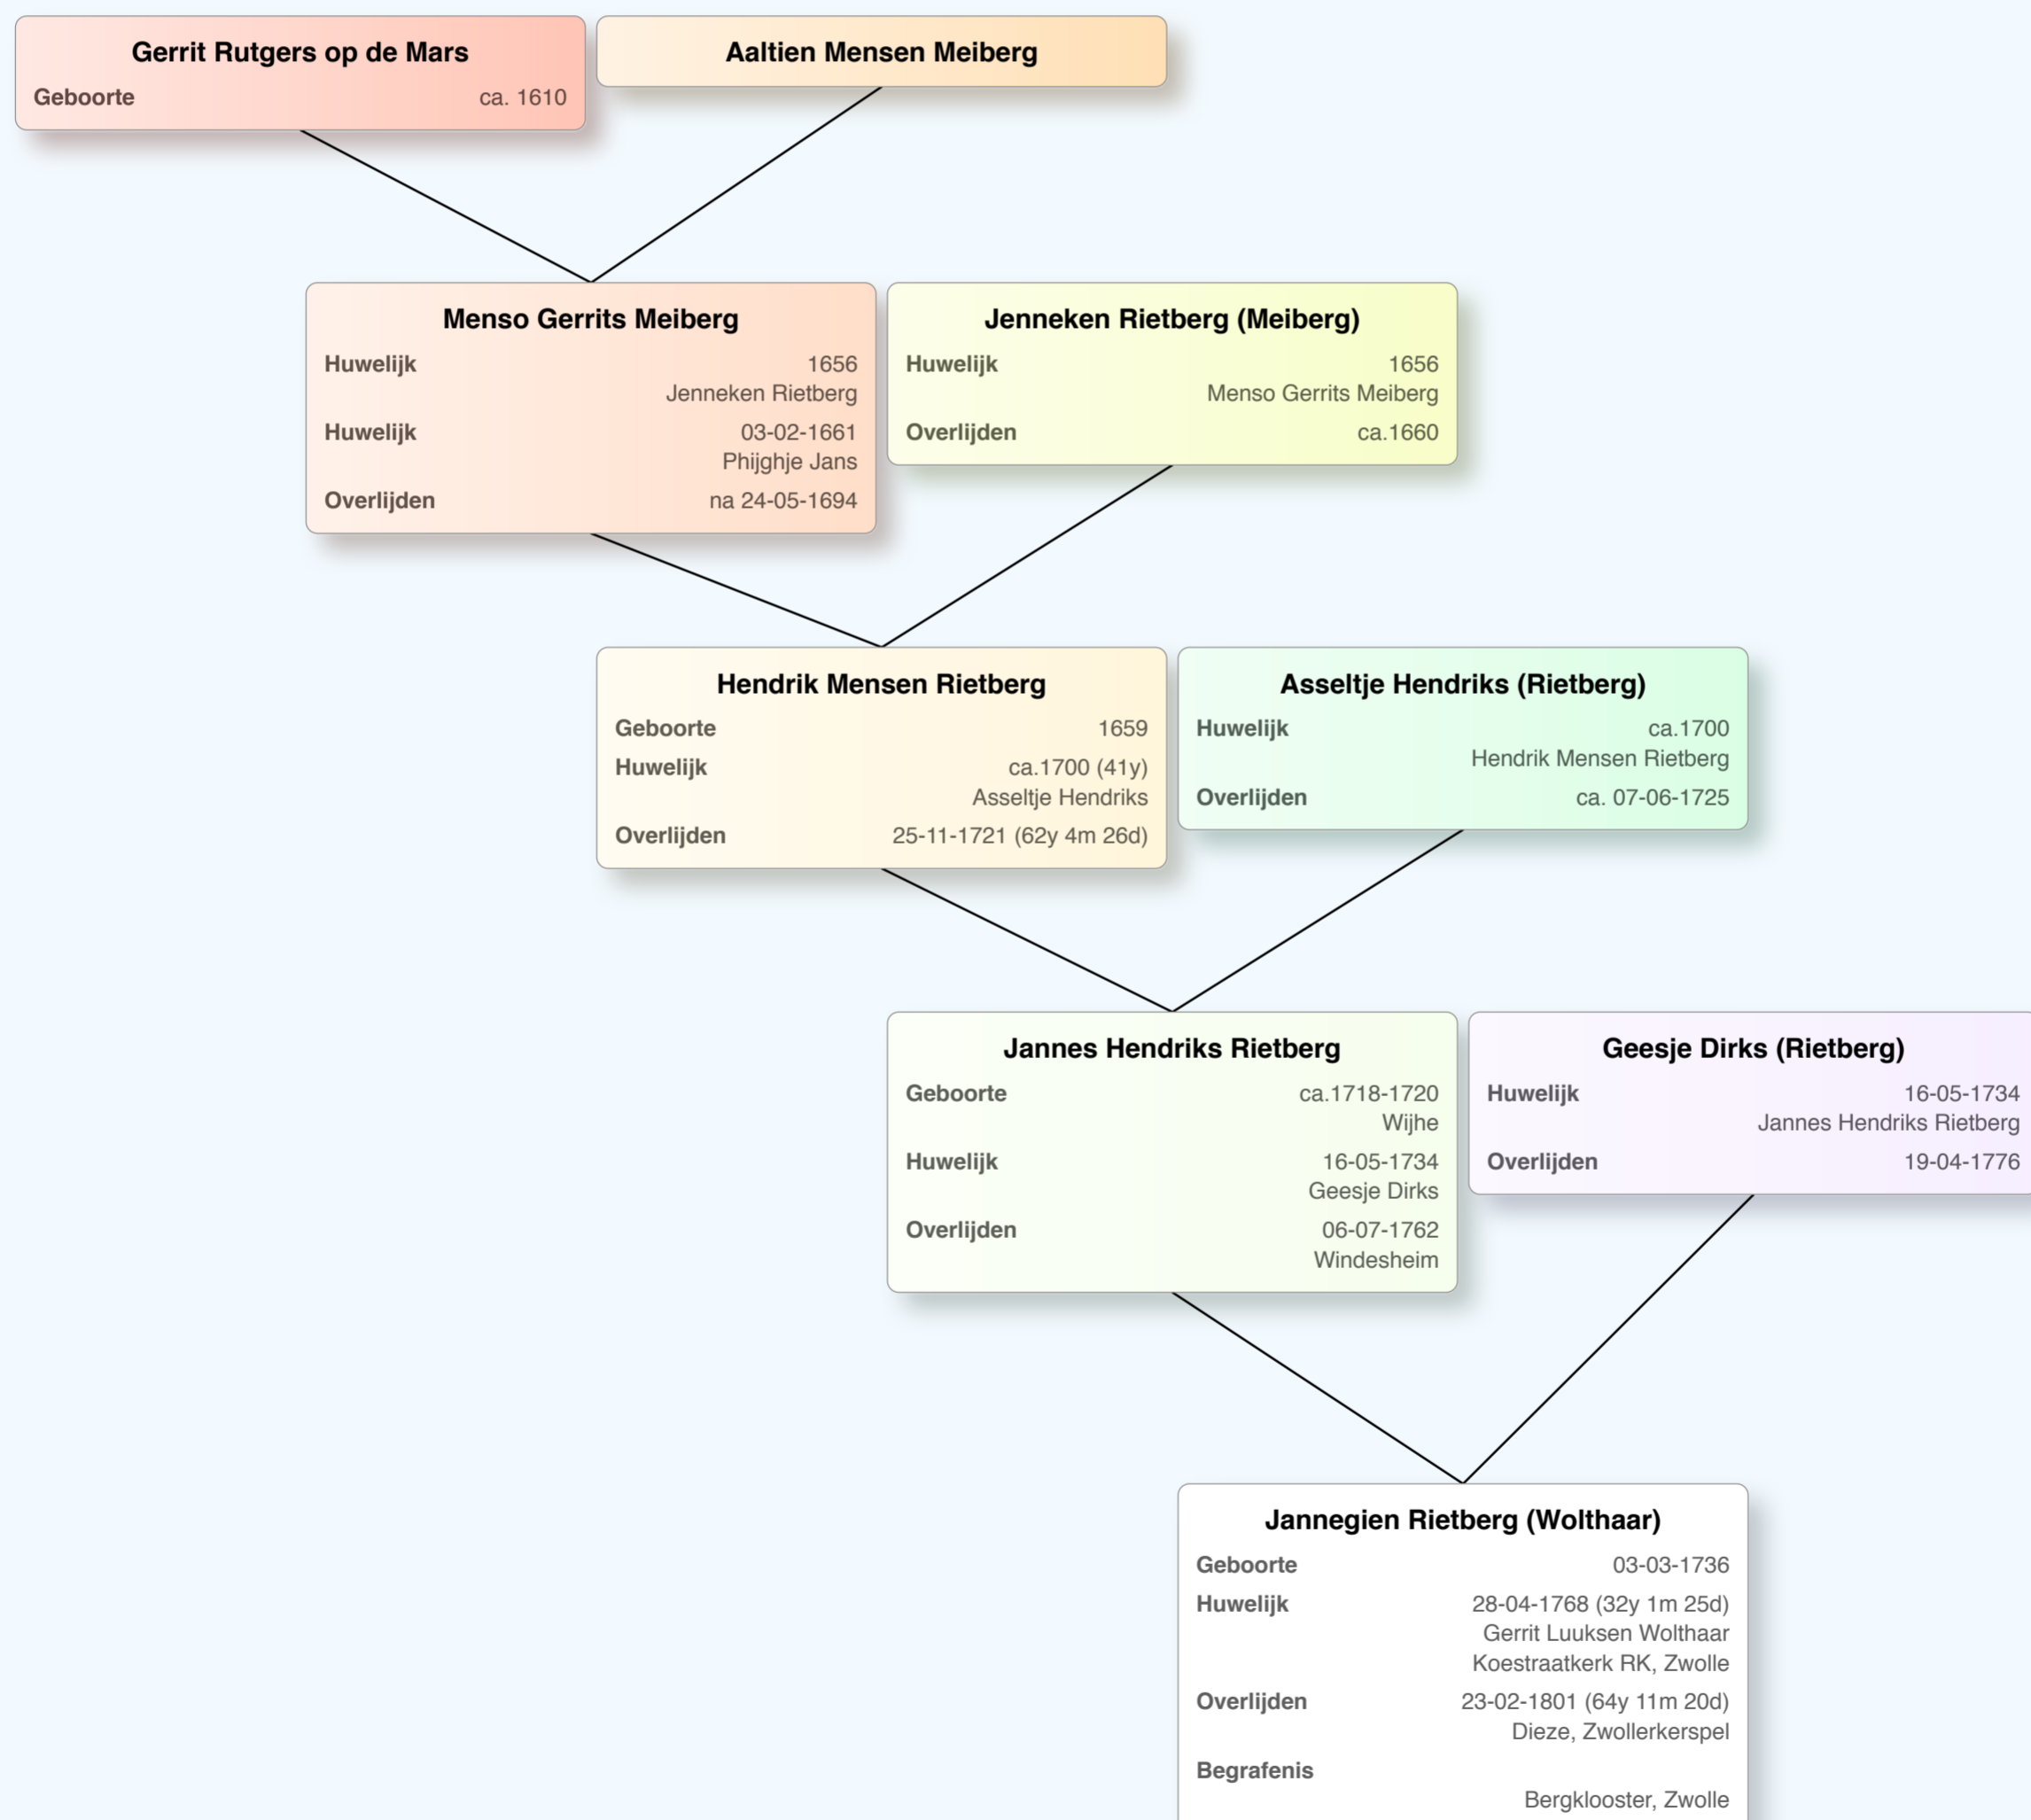 Gerrit Rutgers op de Mars
Geboorte ca. 1610
Aaltien Mensen Meiberg
Menso Gerrits Meiberg
Huwelijk 1656
Jenneken Rietberg
Huwelijk 03-02-1661
Phijghje Jans
Overlijden na 24-05-1694
Jenneken Rietberg (Meiberg)
Huwelijk 1656
Menso Gerrits Meiberg
Overlijden ca.1660
Hendrik Mensen Rietberg
Geboorte 1659
Huwelijk ca.1700 (41y)
Asseltje Hendriks
Overlijden 25-11-1721 (62y 4m 26d)
Asseltje Hendriks (Rietberg)
Huwelijk ca.1700
Hendrik Mensen Rietberg
Overlijden ca. 07-06-1725
Jannes Hendriks Rietberg
Geboorte ca.1718-1720
Wijhe
Huwelijk 16-05-1734
Geesje Dirks
Overlijden 06-07-1762
Windesheim
Geesje Dirks (Rietberg)
Huwelijk 16-05-1734
Jannes Hendriks Rietberg
Overlijden 19-04-1776
Jannegien Rietberg (Wolthaar)
Geboorte 03-03-1736
Huwelijk 28-04-1768 (32y 1m 25d)
Gerrit Luuksen Wolthaar
Koestraatkerk RK, Zwolle
Overlijden 23-02-1801 (64y 11m 20d)
Dieze, Zwollerkerspel
Begrafenis
Bergklooster, Zwolle